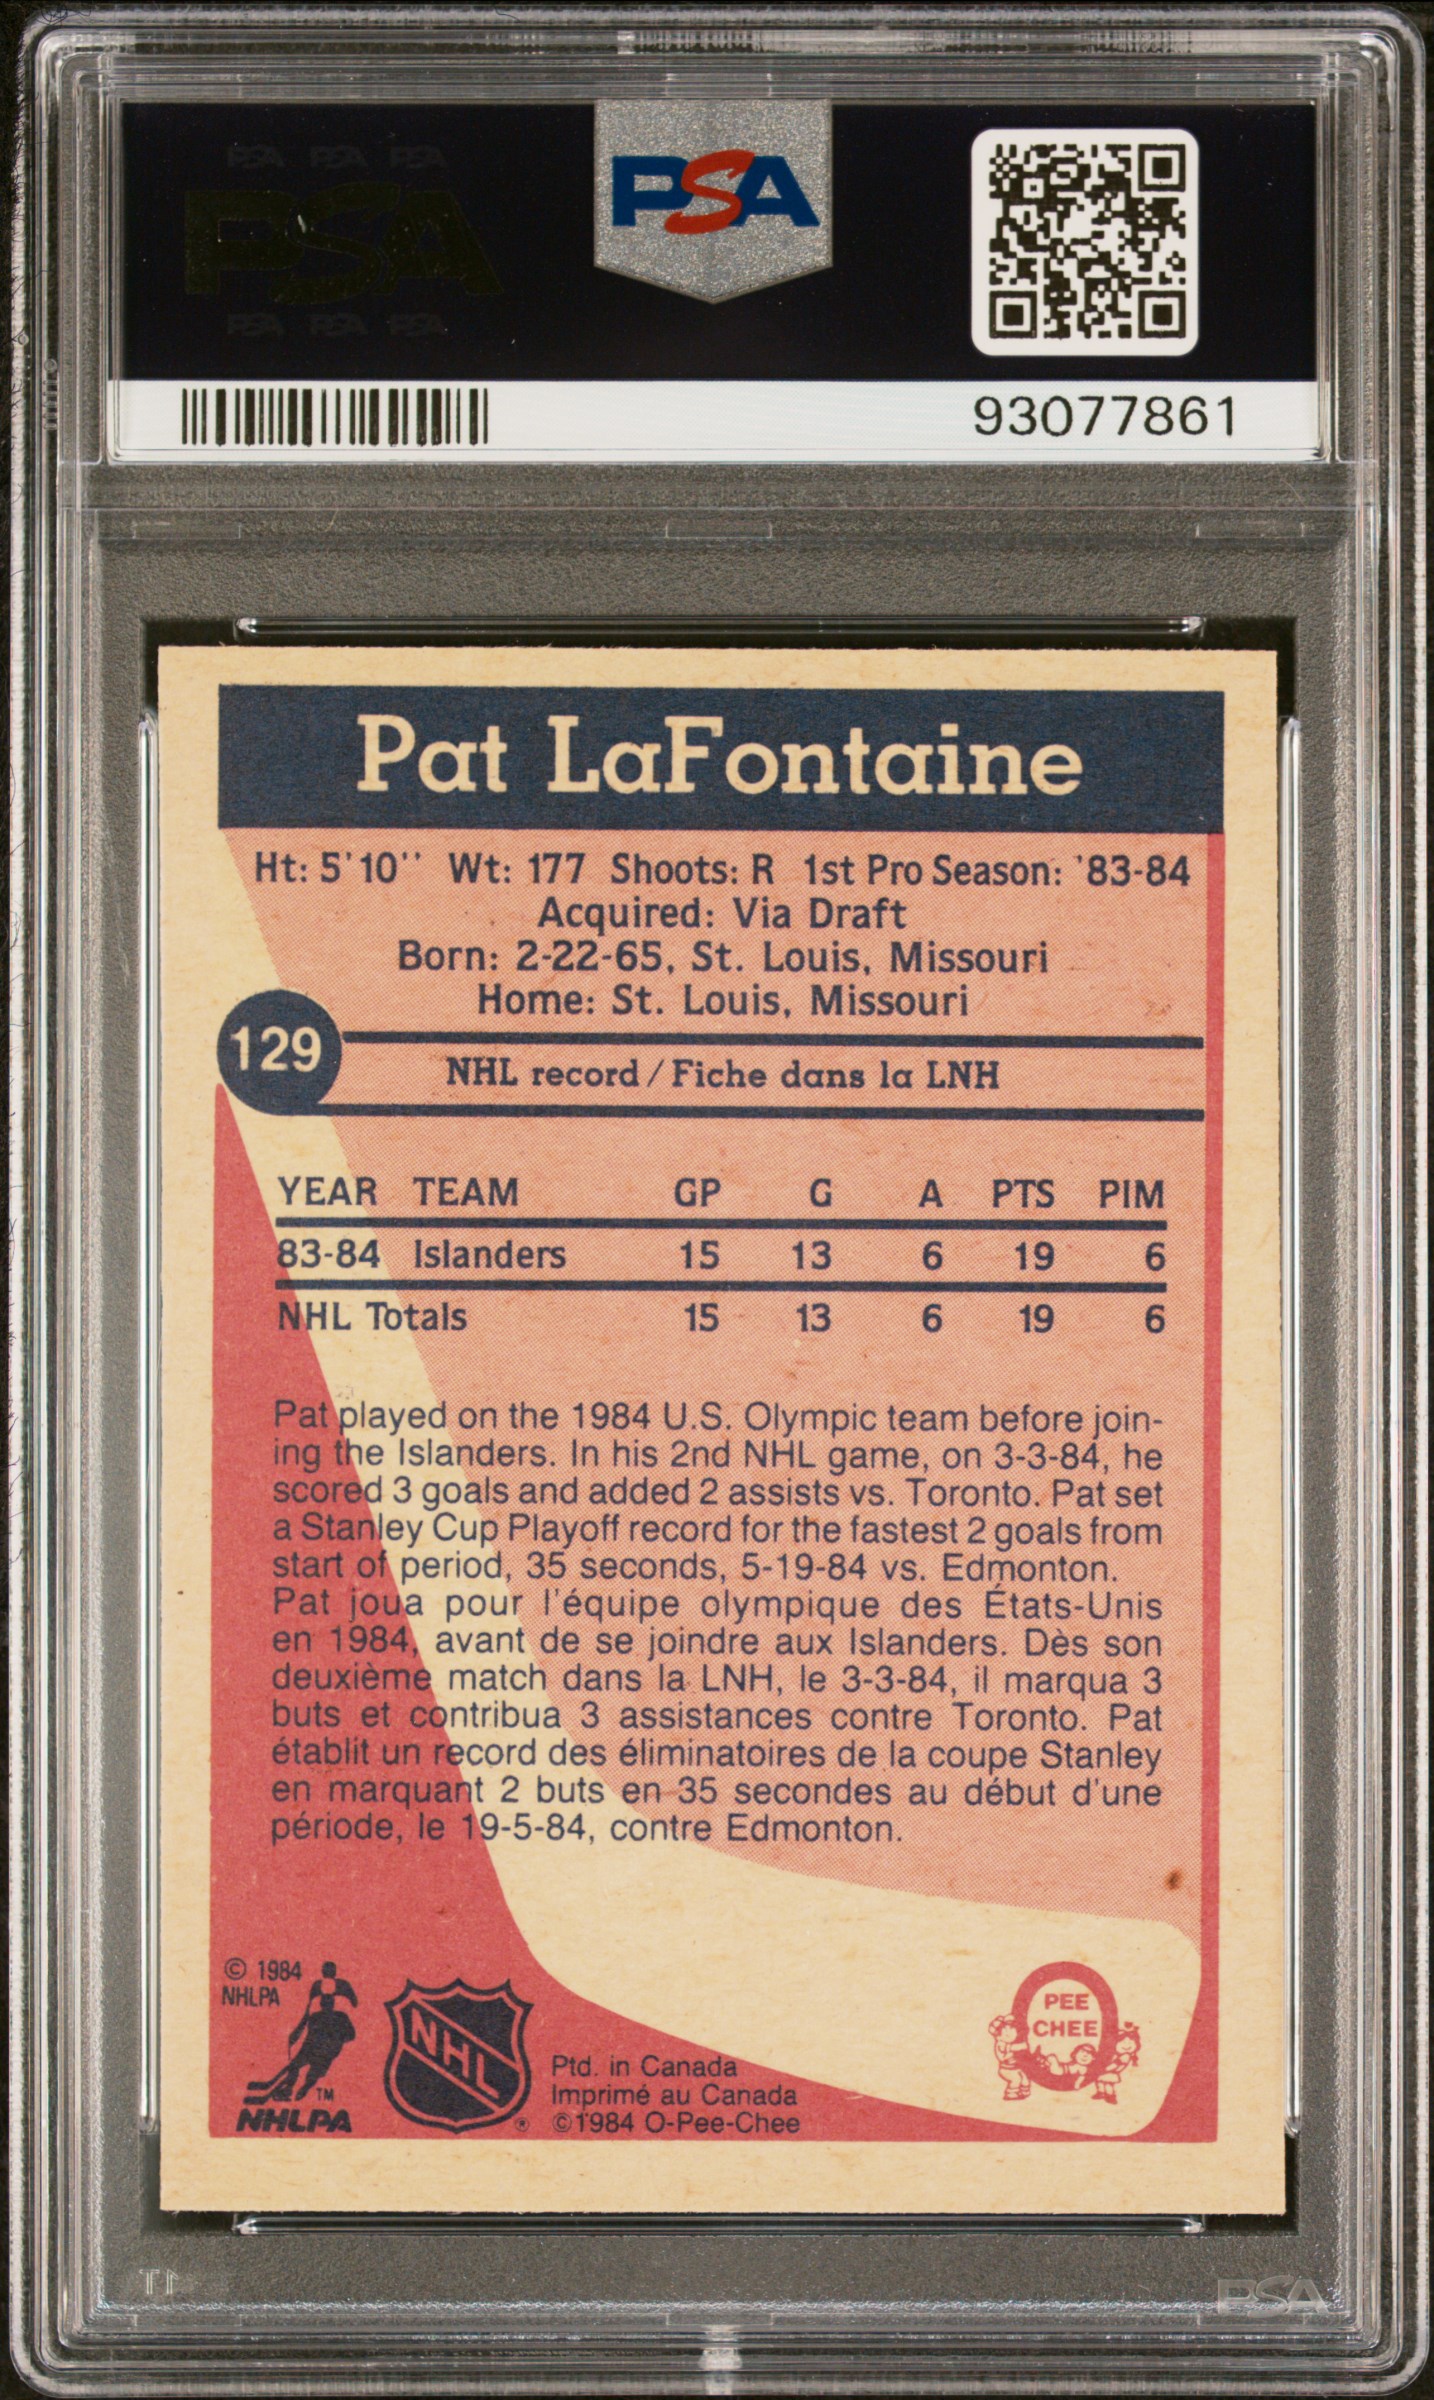 PSA PSA PSA
PSA
PSA PSA PSA
PSA
93077861
Pat LaFontaine
Ht: 5'10'' Wt: 177 Shoots: R 1st Pro Season: '83-84
Acquired: Via Draft
Born: 2-22-65, St. Louis, Missouri
Home: St. Louis, Missouri
129
NHL record / Fiche dans la LNH
YEAR TEAM GP G A PTS PIM
83-84 Islanders 15 13 6 19 6
NHL Totals 15 13 6 19 6
Pat played on the 1984 U.S. Olympic team before join-
ing the Islanders. In his 2nd NHL game, on 3-3-84, he
scored 3 goals and added 2 assists vs. Toronto. Pat set
a Stanley Cup Playoff record for the fastest 2 goals from
start of period, 35 seconds, 5-19-84 vs. Edmonton.
Pat joua pour l'équipe olympique des États-Unis
en 1984, avant de se joindre aux Islanders. Dès son
deuxième match dans la LNH, le 3-3-84, il marqua 3
buts et contribua 3 assistances contre Toronto. Pat
établit un record des éliminatoires de la coupe Stanley
en marquant 2 buts en 35 secondes au début d'une
période, le 19-5-84, contre Edmonton.
© 1984
NHLPA
TM
NHLPA
NHL
®
Ptd. in Canada
Imprimé au Canada
©1984 O-Pee-Chee
PEE
CHEE
PSA